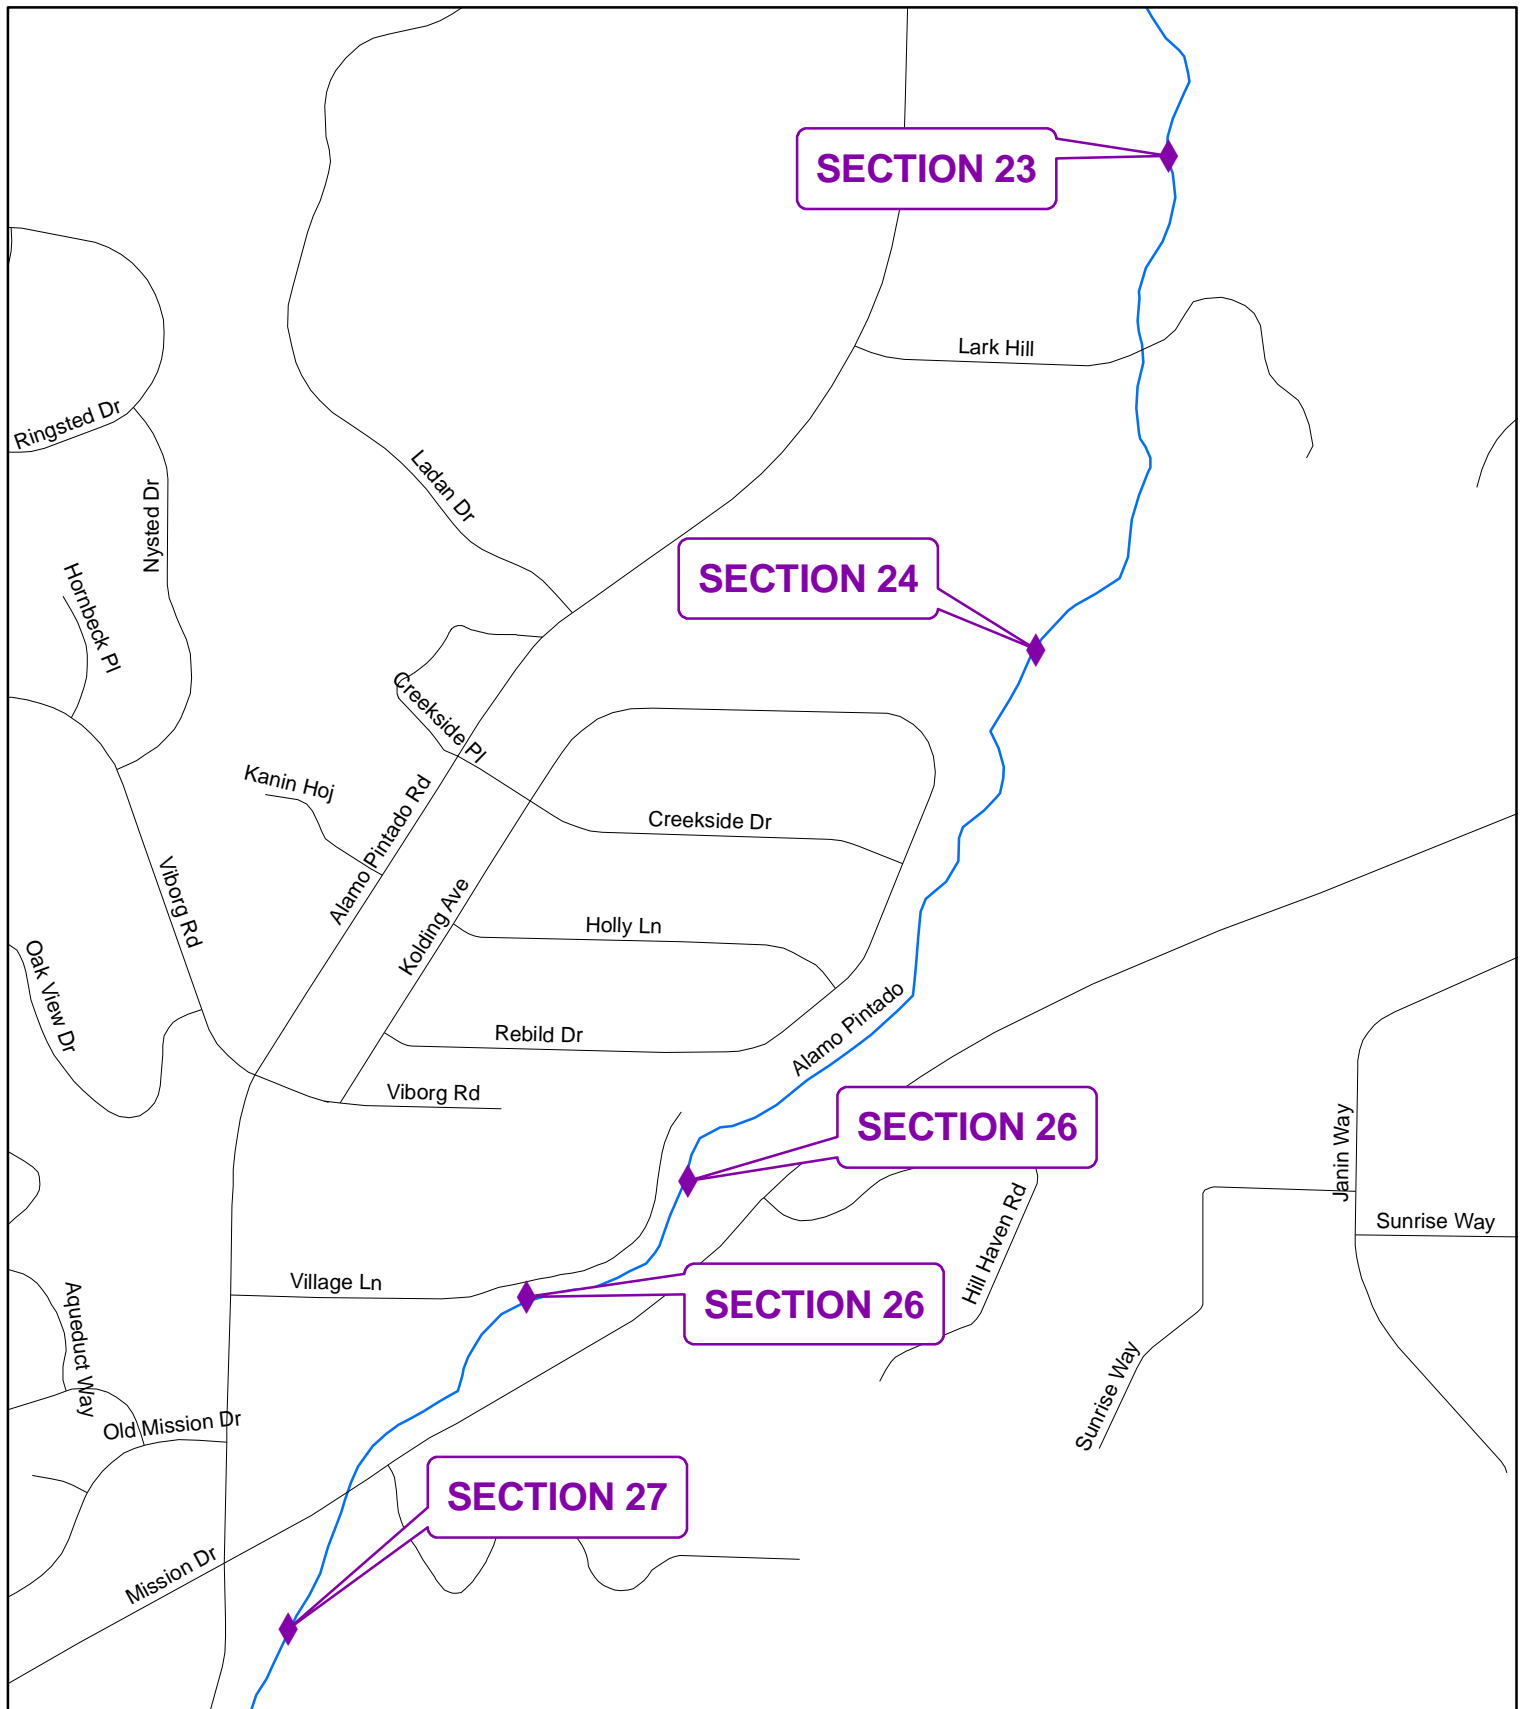 SECTION 23
Lark Hill
Ringsted Dr
Ladan Dr
Nysted Dr
SECTION 24
Hornbeck Pl
Creekside Pl
Kanin Hoj
Alamo Pintado Rd
Creekside Dr
Viborg Rd
Kolding Ave
Holly Ln
Oak View Dr
Alamo Pintado
Rebild Dr
Viborg Rd
SECTION 26
Janin Way
Hill Haven Rd
Sunrise Way
Village Ln
SECTION 26
Aqueduct Way
Sunrise Way
Old Mission Dr
SECTION 27
Mission Dr